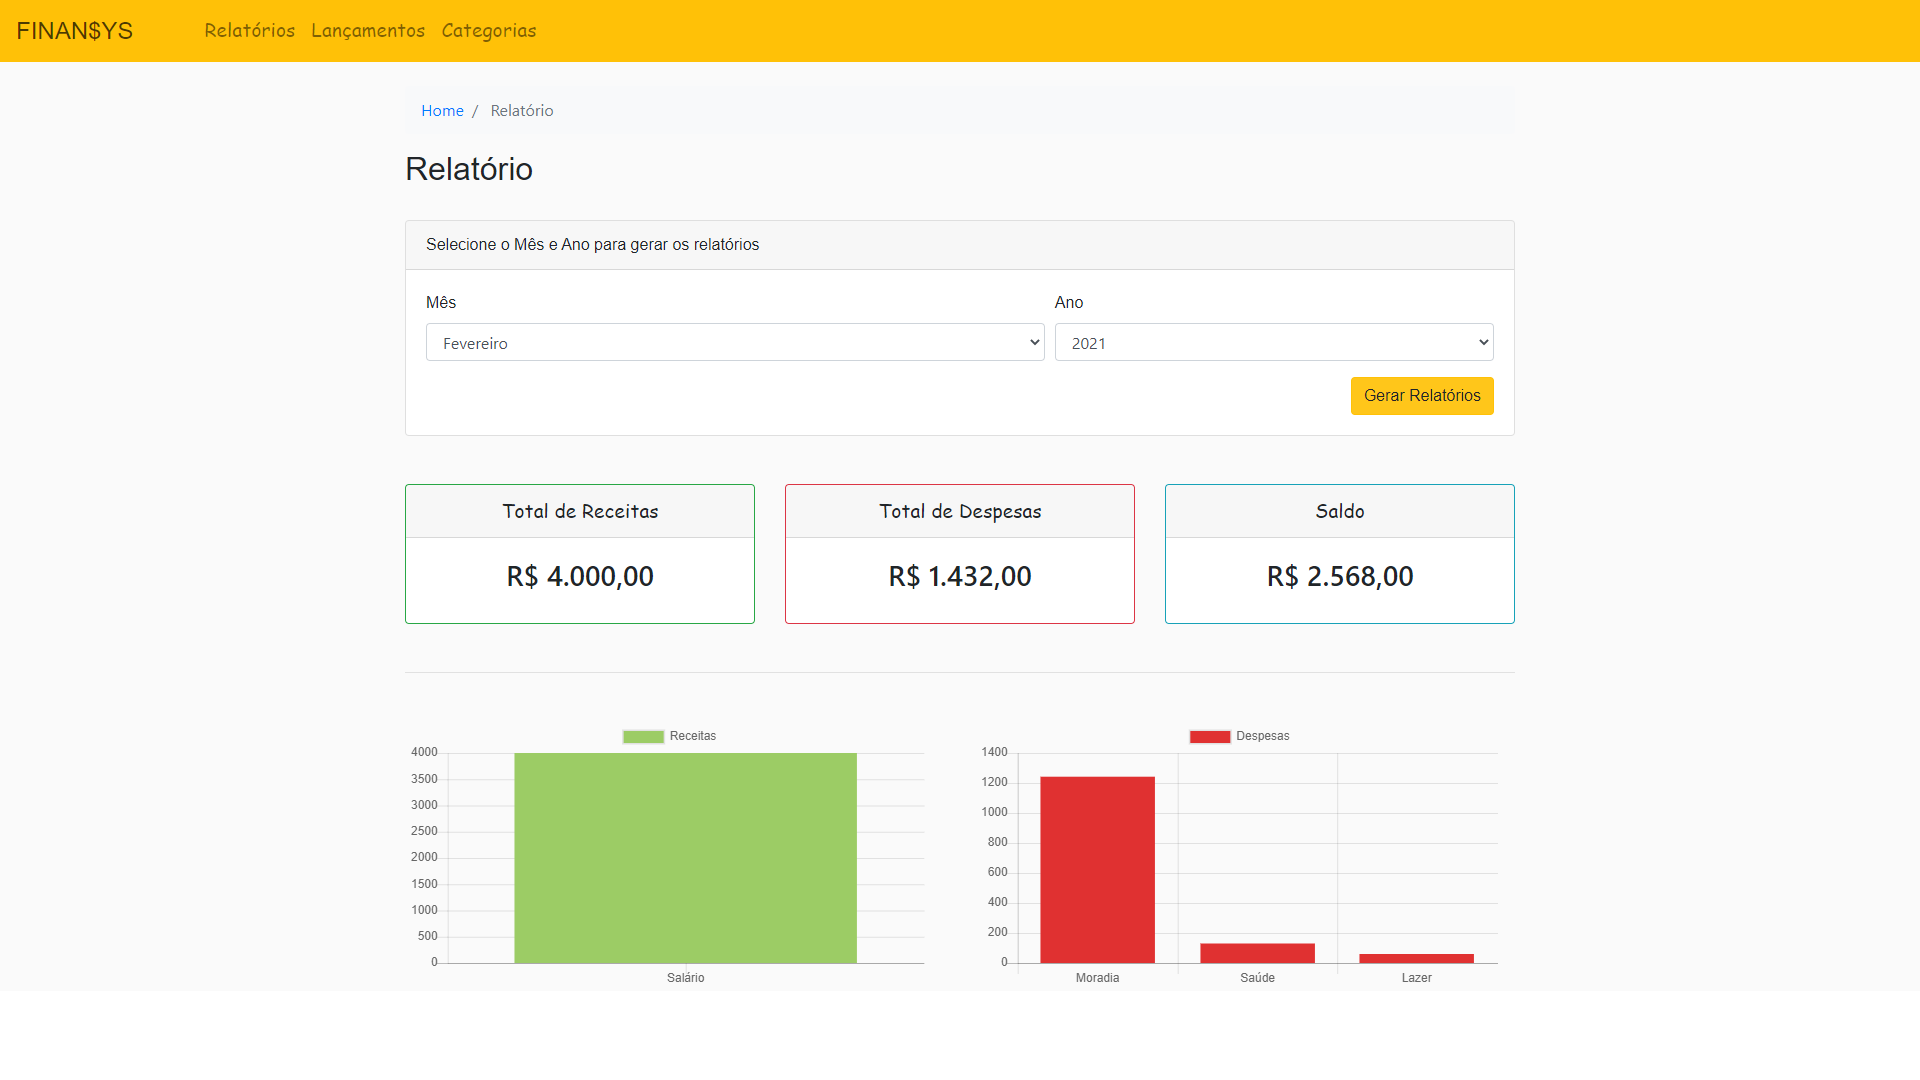 FINAN$YS Relatórios Lançamentos Categorias
Home / Relatório
Relatório
Selecione o Mês e Ano para gerar os relatórios
Mês Ano
Fevereiro 2021
Gerar Relatórios
Total de Receitas Total de Despesas Saldo
R$ 4.000,00 R$ 1.432,00 R$ 2.568,00
Receitas
4000
3500
3000
2500
2000
1500
1000
500
0
Salário
Despesas
1400
1200
1000
800
600
400
200
0
Moradia Saúde Lazer